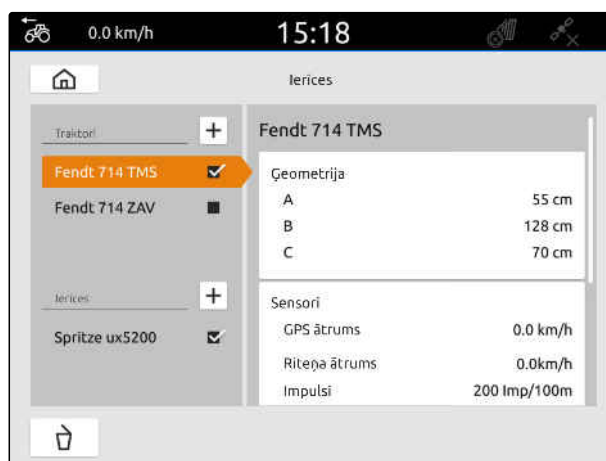 0.0 km/h
15:18
Ierīces
Traktori
+
Fendt 714 TMS
Fendt 714 ZAV
Ierīces
+
Spritze ux5200
Fendt 714 TMS
Ģeometrija
A 55 cm
B 128 cm
C 70 cm
Sensori
GPS ātrums 0.0 km/h
Riteņa ātrums 0.0km/h
Impulsi 200 Imp/100m